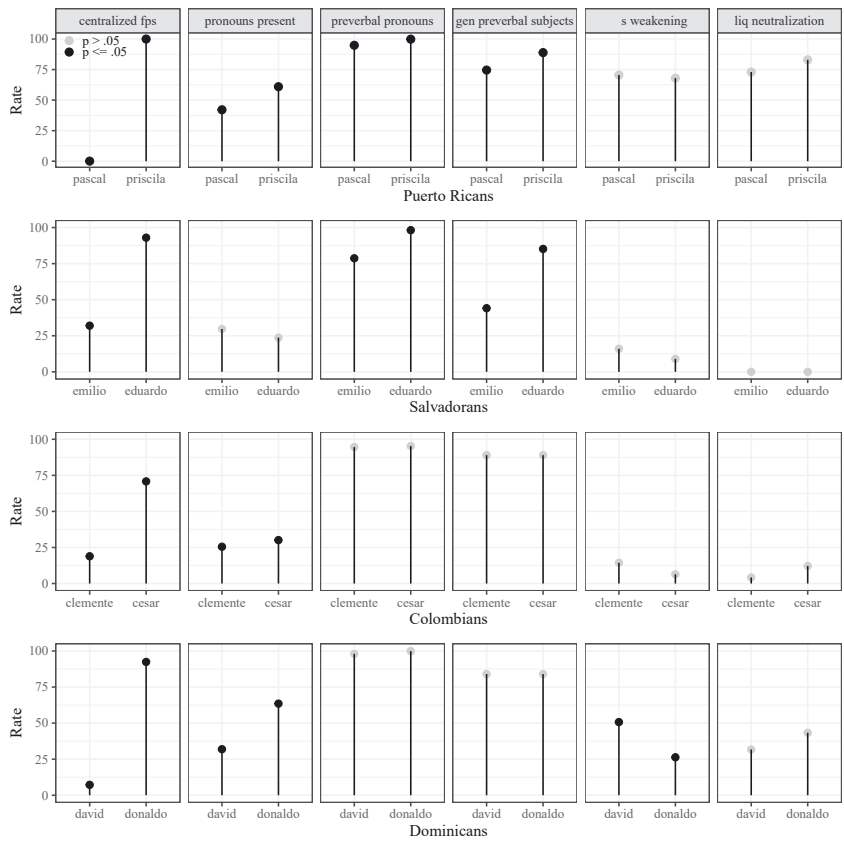 centralized fps pronouns present preverbal pronouns gen preverbal subjects s weakening liq neutralization
p > .05
p <= .05
Rate
100
75
50
25
0
pascal priscila pascal priscila pascal priscila pascal priscila pascal priscila pascal priscila
Puerto Ricans
Rate
100
75
50
25
0
emilio eduardo emilio eduardo emilio eduardo emilio eduardo emilio eduardo emilio eduardo
Salvadorans
Rate
100
75
50
25
0
clemente cesar clemente cesar clemente cesar clemente cesar clemente cesar clemente cesar
Colombians
Rate
100
75
50
25
0
david donaldo david donaldo david donaldo david donaldo david donaldo david donaldo
Dominicans